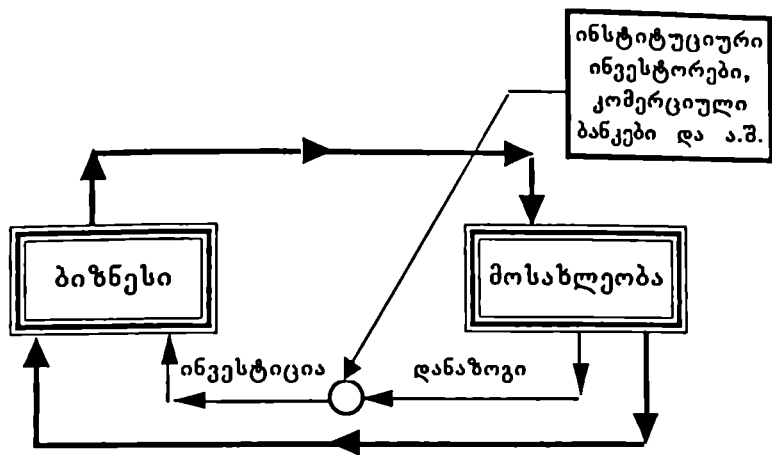 ინსტიტუციური
ინვესტორები,
კომერციული
ბანკები და ა.შ.
ბიზნესი
მოსახლეობა
ინვესტიცია
დანაზოგი